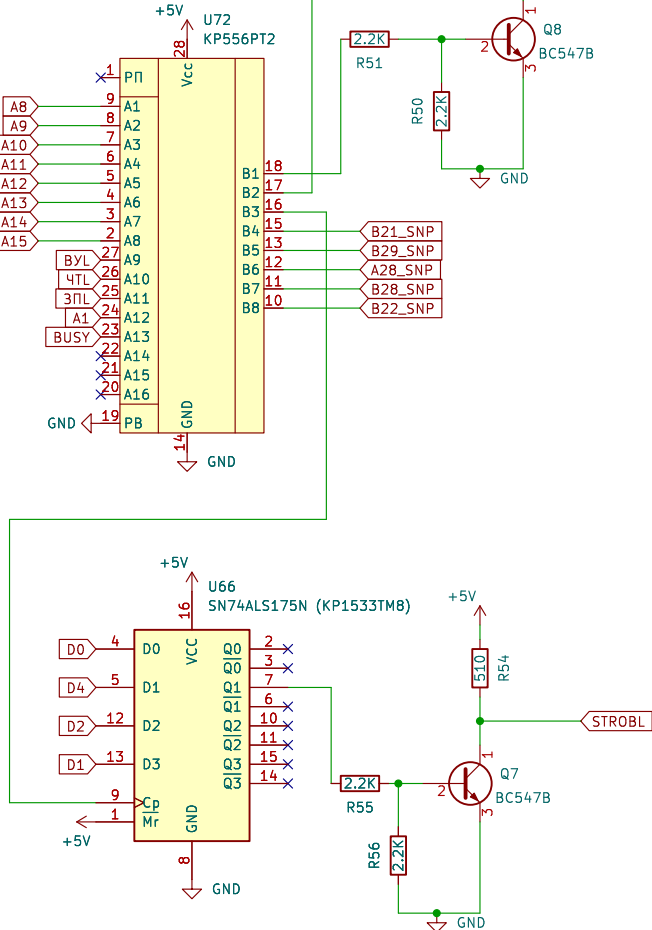 +5V
U72
КР556РТ2
28
Vcc
1 РП
A8 9 A1
A9 8 A2
A10 7 A3
A11 6 A4
A12 5 A5
A13 4 A6
A14 3 A7
A15 2 A8
ВУL 27 A9
ЧТL 26 A10
ЗПL 25 A11
A1 24 A12
BUSY 23 A13
22 A14
21 A15
20 A16
GND 19 РВ
B1 18
B2 17
B3 16
B4 15 B21_SNP
B5 13 B29_SNP
B6 12 A28_SNP
B7 11 B28_SNP
B8 10 B22_SNP
GND
14
GND
2.2K
R51
R50
2.2K
1
Q8
2
BC547B
3
GND
+5V
U66
SN74ALS175N (КР1533ТМ8)
16
VCC
D0 4 D0
D4 5 D1
D2 12 D2
D1 13 D3
9 Cp
1 Mr
+5V
Q0 2
Q0 3
Q1 7
Q1 6
Q2 10
Q2 11
Q3 15
Q3 14
GND
8
GND
+5V
510
R54
STROBL
1
Q7
2
BC547B
3
2.2K
R55
R56
2.2K
GND